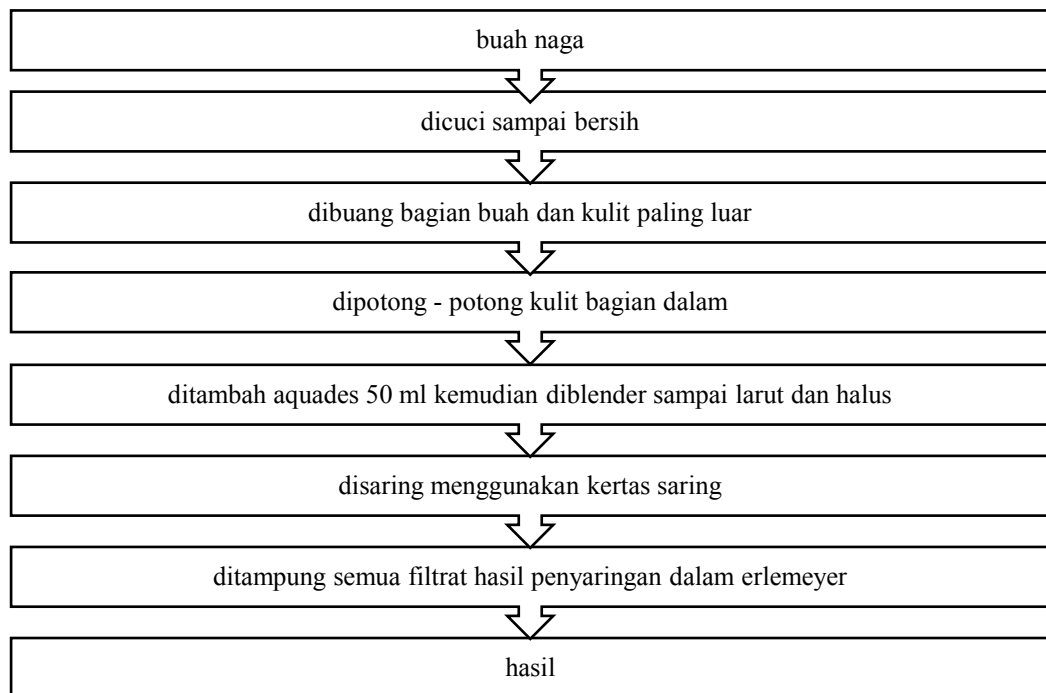 buah naga
dicuci sampai bersih
dibuang bagian buah dan kulit paling luar
dipotong - potong kulit bagian dalam
ditambah aquades 50 ml kemudian diblender sampai larut dan halus
disaring menggunakan kertas saring
ditampung semua filtrat hasil penyaringan dalam erlemeyer
hasil